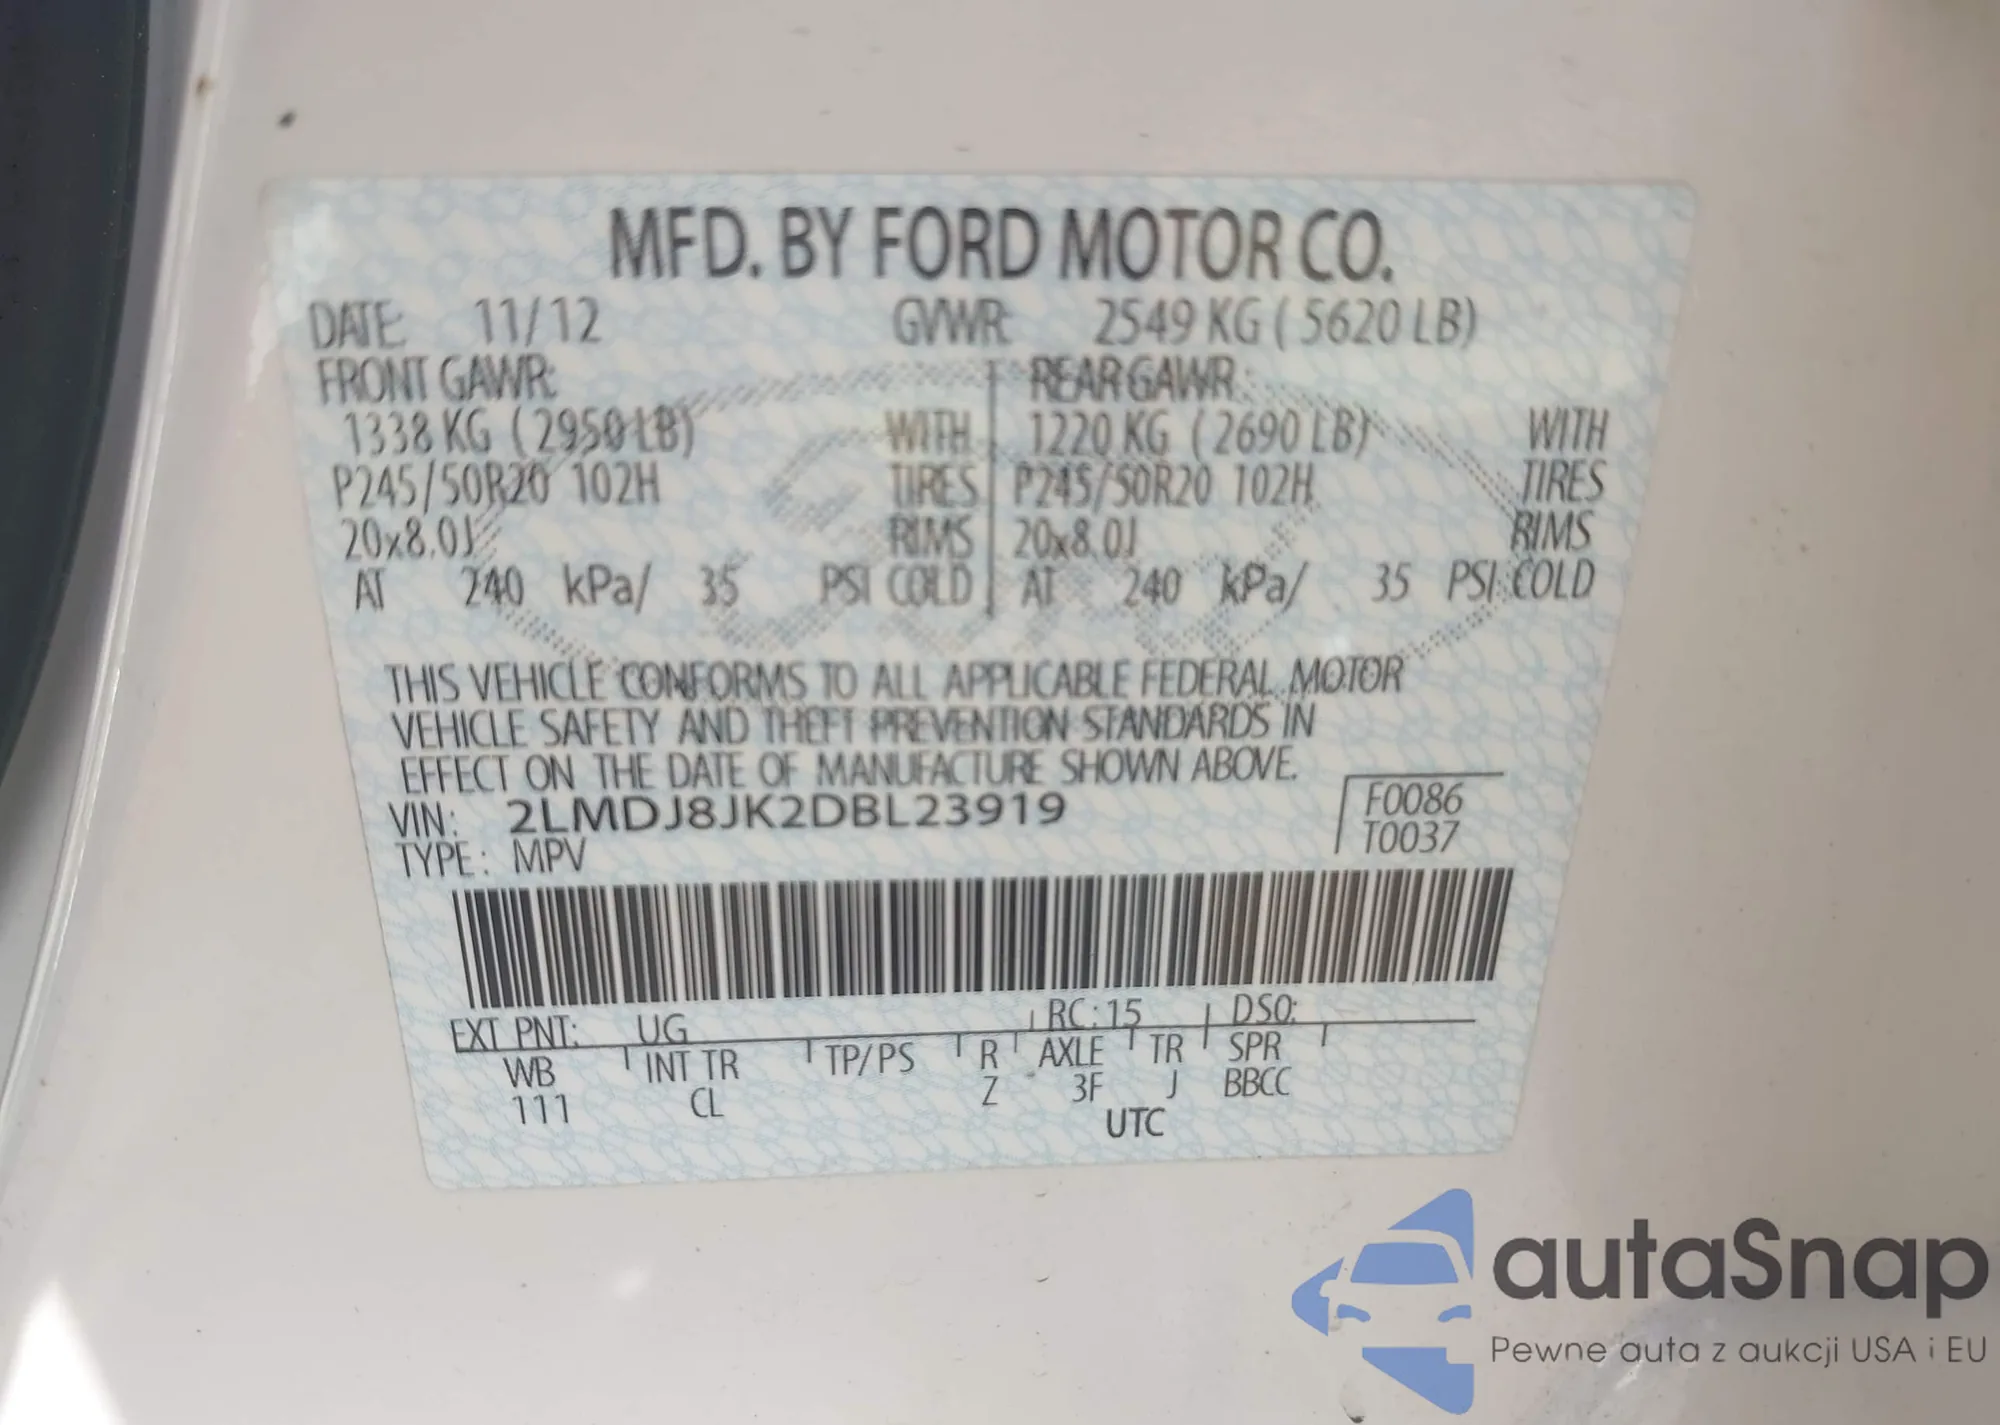 MFD. BY FORD MOTOR CO.
DATE: 11/12 GVWR: 2549 KG ( 5620 LB)
FRONT GAWR: REAR GAWR:
1338 KG (2950 LB) WITH 1220 KG (2690 LB) WITH
P245/50R20 102H TIRES P245/50R20 102H TIRES
20x8.0J RIMS 20x8.0J RIMS
AT 240 kPa/ 35 PSI COLD AT 240 kPa/ 35 PSI COLD
THIS VEHICLE CONFORMS TO ALL APPLICABLE FEDERAL MOTOR
VEHICLE SAFETY AND THEFT PREVENTION STANDARDS IN
EFFECT ON THE DATE OF MANUFACTURE SHOWN ABOVE.
VIN: 2LMDJ8JK2DBL23919 F0086
TYPE: MPV T0037
EXT PNT: UG RC: 15 DSO:
WB INT TR TP/PS R AXLE TR SPR
111 CL Z 3F J BBCC
UTC
autaSnap
Pewne auta z aukcji USA i EU